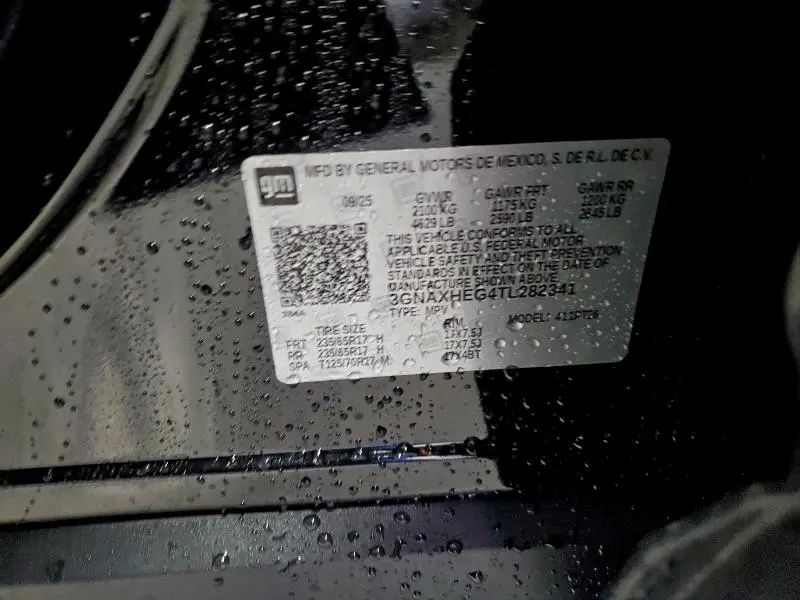 gm
MFD BY GENERAL MOTORS DE MEXICO, S. DE R.L. DE C.V.
09/25 GVWR GAWR FRT GAWR RR
2100 KG 1175 KG 1200 KG
4629 LB 2590 LB 2645 LB
THIS VEHICLE CONFORMS TO ALL
APPLICABLE U.S. FEDERAL MOTOR
VEHICLE SAFETY AND THEFT PREVENTION
STANDARDS IN EFFECT ON THE DATE OF
MANUFACTURE SHOWN ABOVE
3GNAXHEG4TL282341
TYPE: MPV MODEL:
TIRE SIZE RIM
FRT 235/65R17 H 17X7.5J
RR 235/65R17 H 17X7.5J
SPA T125/70R17 M 17X4BT